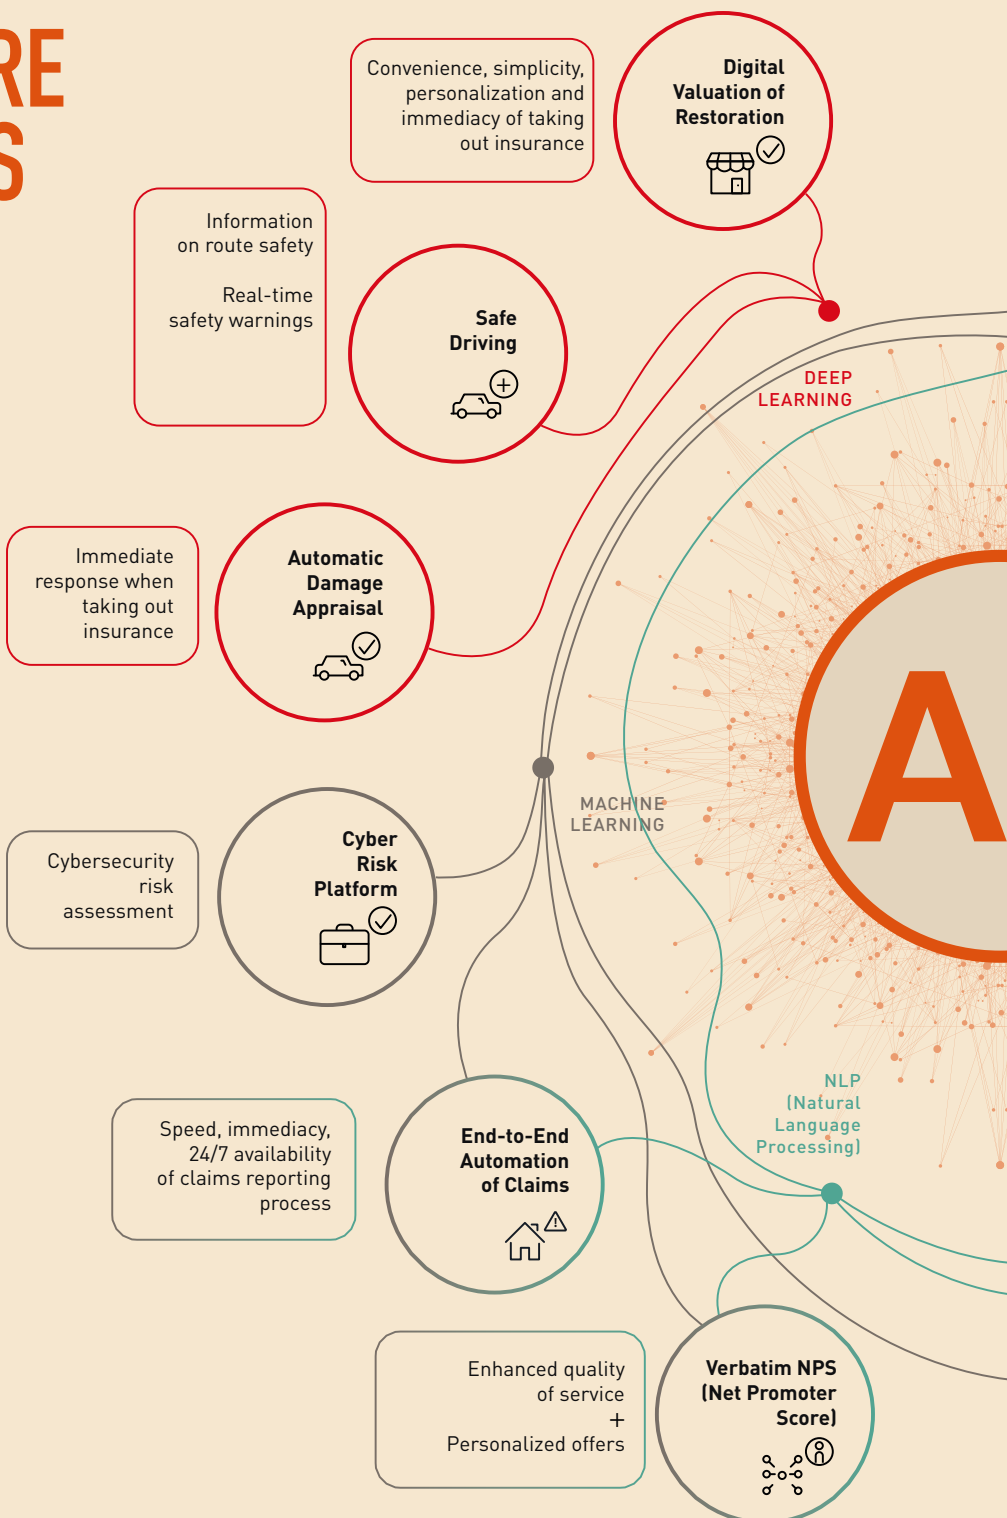 RE
S
Convenience, simplicity,
personalization and
immediacy of taking
out insurance
Digital
Valuation of
Restoration
Information
on route safety
Real-time
safety warnings
Safe
Driving
DEEP
LEARNING
Immediate
response when
taking out
insurance
Automatic
Damage
Appraisal
A
MACHINE
LEARNING
Cybersecurity
risk
assessment
Cyber
Risk
Platform
NLP
(Natural
Language
Processing)
Speed, immediacy,
24/7 availability
of claims reporting
process
End-to-End
Automation
of Claims
Enhanced quality
of service
+
Personalized offers
Verbatim NPS
(Net Promoter
Score)